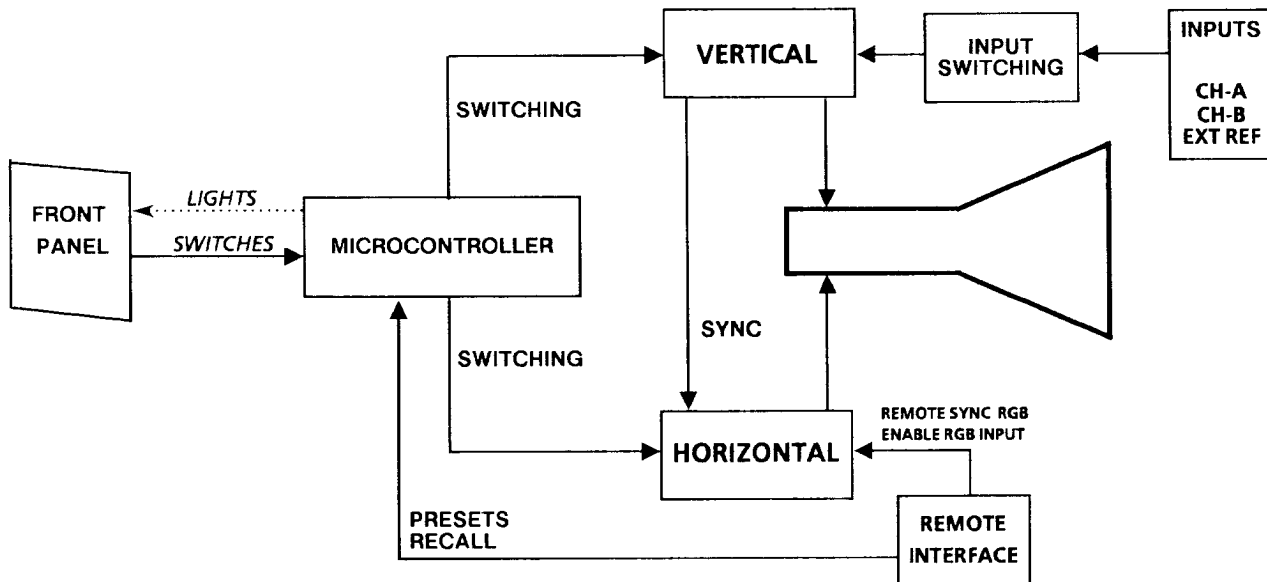 VERTICAL
INPUT
SWITCHING
INPUTS
CH-A
CH-B
EXT REF
SWITCHING
FRONT
PANEL
LIGHTS
SWITCHES
MICROCONTROLLER
SWITCHING
SYNC
HORIZONTAL
REMOTE SYNC RGB
ENABLE RGB INPUT
PRESETS
RECALL
REMOTE
INTERFACE